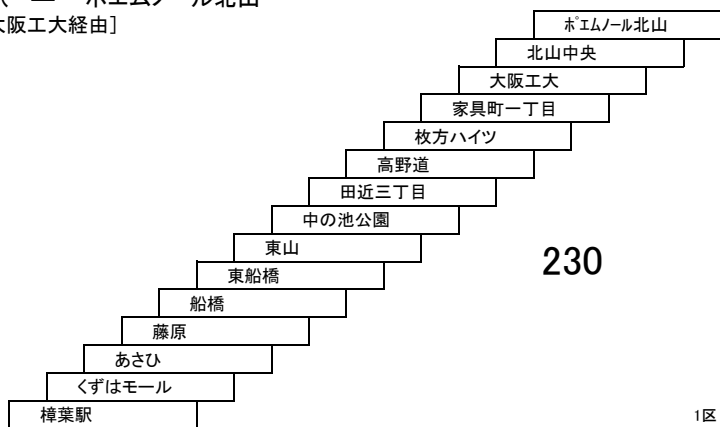 ポエムノール北山
大阪工大経由]
ﾎﾟｴﾑﾉｰﾙ北山
北山中央
大阪工大
家具町一丁目
枚方ハイツ
高野道
田近三丁目
中の池公園
東山
230
東船橋
船橋
藤原
あさひ
くずはモール
樟葉駅
1区